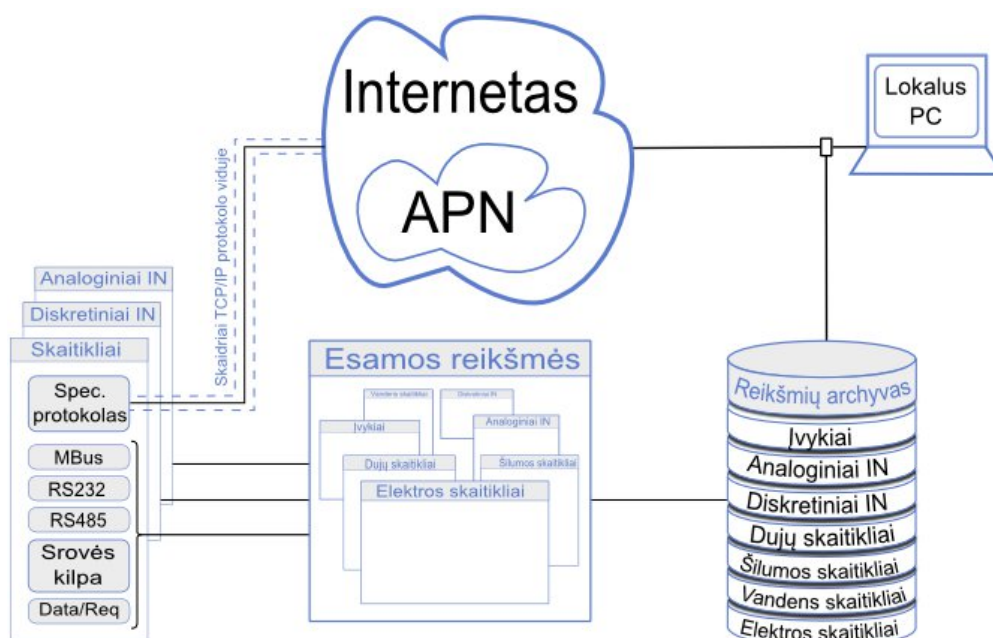 Internetas
APN
Lokalus
PC
Skaidriai TCP/IP protokolo viduje
Analoginiai IN
Diskretiniai IN
Skaitikliai
Spec.
protokolas
MBus
RS232
RS485
Srovės
kilpa
Data/Req
Esamos reikšmės
Vandens skaitikliai
Diskretiniai IN
Įvykiai
Analoginiai IN
Dujų skaitikliai
Šilumos skaitikliai
Elektros skaitikliai
Reikšmių archyvas
Įvykiai
Analoginiai IN
Diskretiniai IN
Dujų skaitikliai
Šilumos skaitikliai
Vandens skaitikliai
Elektros skaitikliai